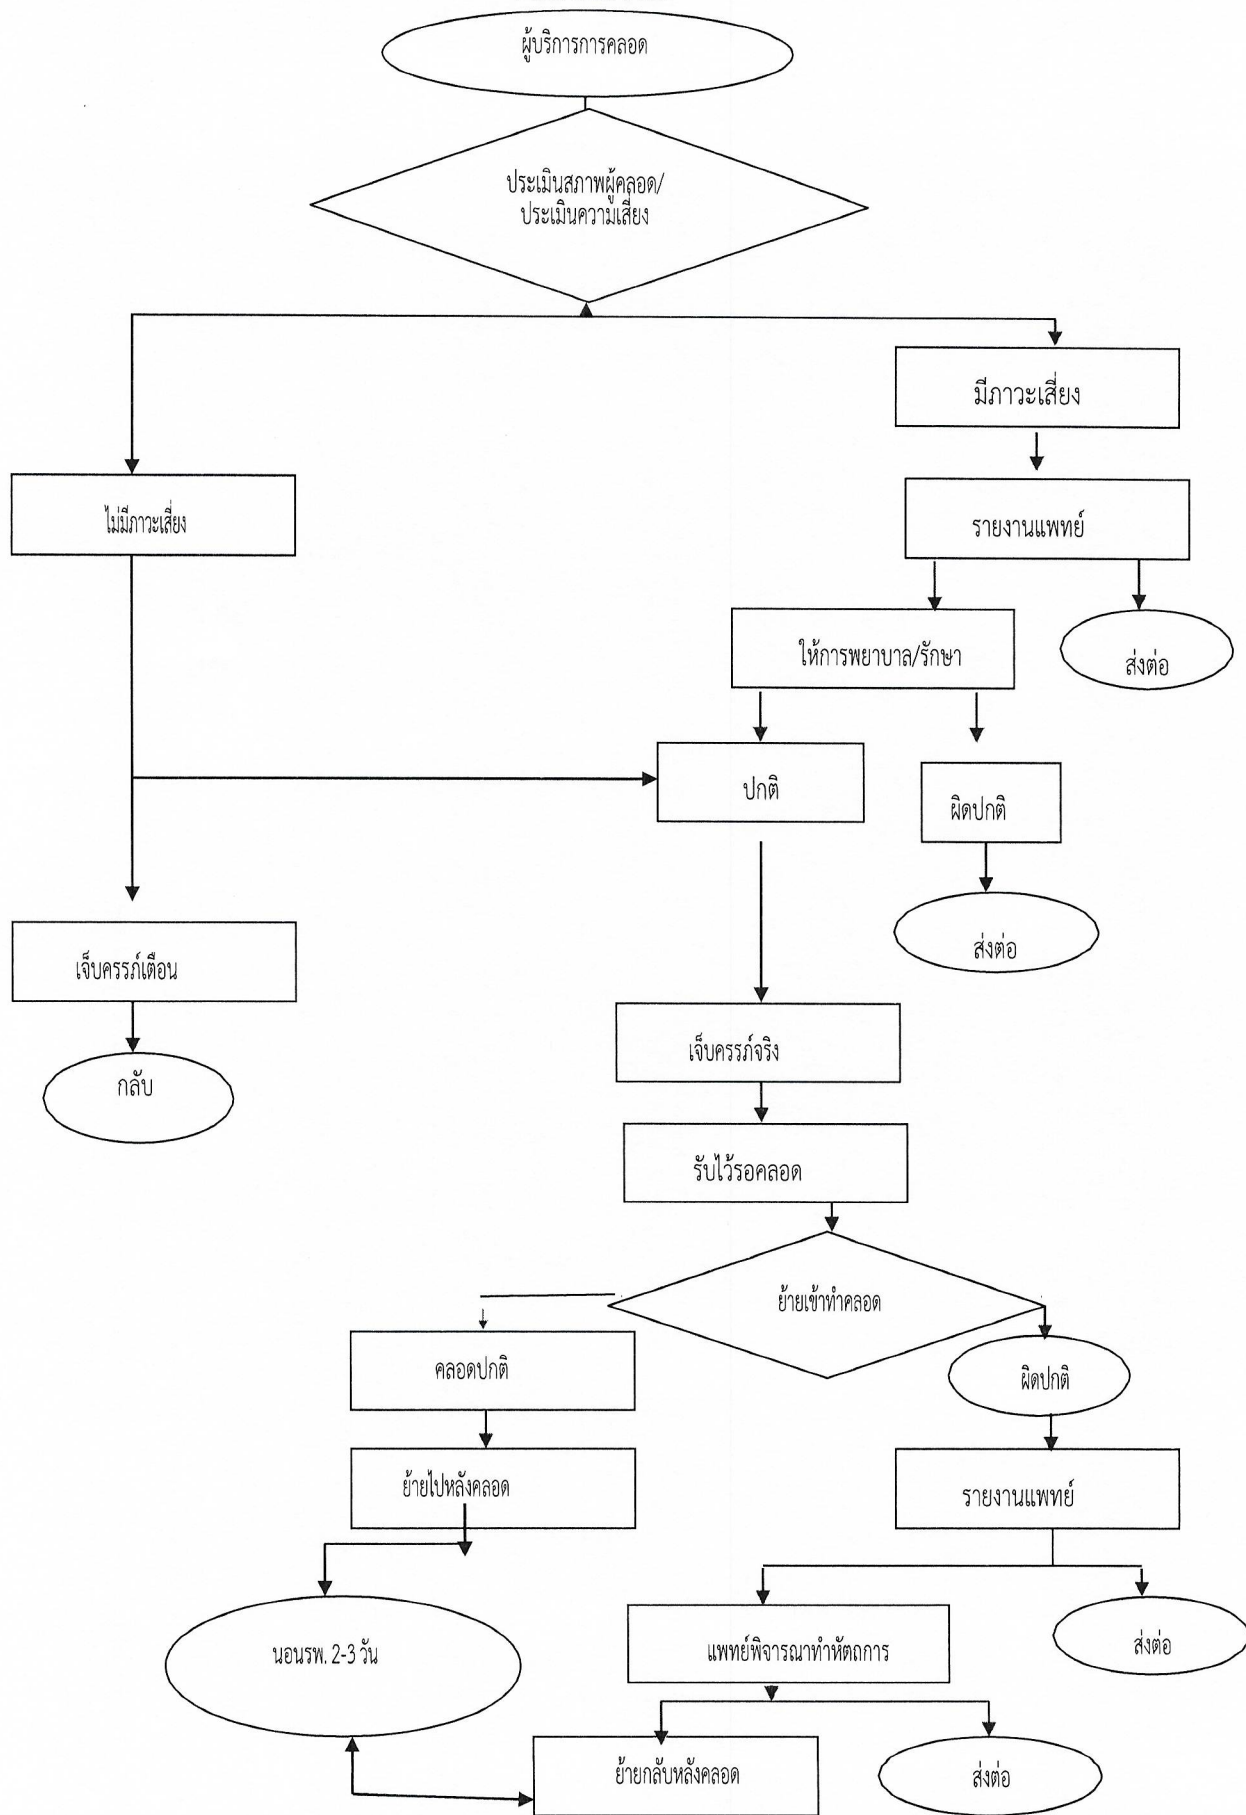 ผู้บริการการคลอด
ประเมินสภาพผู้คลอด/
ประเมินความเสี่ยง
มีภาวะเสี่ยง
ไม่มีภาวะเสี่ยง
รายงานแพทย์
ให้การพยาบาล/รักษา
ส่งต่อ
ปกติ
ผิดปกติ
ส่งต่อ
เจ็บครรภ์เตือน
เจ็บครรภ์จริง
กลับ
รับไว้รอคลอด
ย้ายเข้าทำคลอด
คลอดปกติ
ผิดปกติ
ย้ายไปหลังคลอด
รายงานแพทย์
นอนรพ. 2-3 วัน
แพทย์พิจารณาทำหัตถการ
ส่งต่อ
ย้ายกลับหลังคลอด
ส่งต่อ